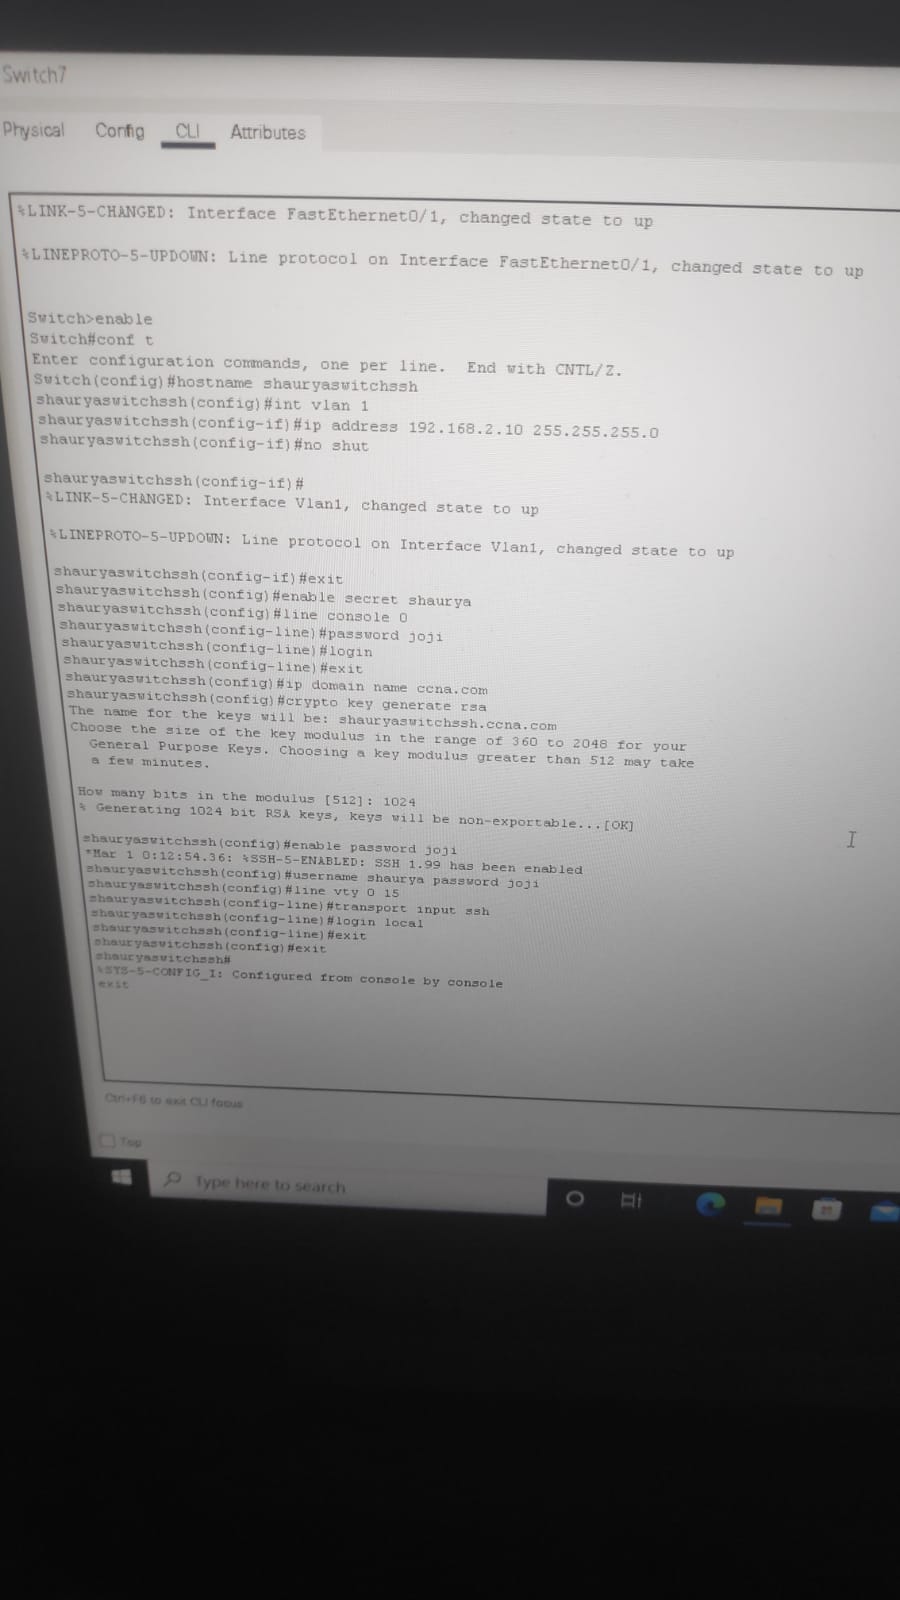 Switch7
Physical Config CLI Attributes
%LINK-5-CHANGED: Interface FastEthernet0/1, changed state to up
%LINEPROTO-5-UPDOWN: Line protocol on Interface FastEthernet0/1, changed state to up
Switch>enable
Switch#conf t
Enter configuration commands, one per line. End with CNTL/Z.
Switch(config)#hostname shauryaswitchssh
shauryaswitchssh(config)#int vlan 1
shauryaswitchssh(config-if)#ip address 192.168.2.10 255.255.255.0
shauryaswitchssh(config-if)#no shut
shauryaswitchssh(config-if)#
%LINK-5-CHANGED: Interface Vlan1, changed state to up
%LINEPROTO-5-UPDOWN: Line protocol on Interface Vlan1, changed state to up
shauryaswitchssh(config-if)#exit
shauryaswitchssh(config)#enable secret shaurya
shauryaswitchssh(config)#line console 0
shauryaswitchssh(config-line)#password joji
shauryaswitchssh(config-line)#login
shauryaswitchssh(config-line)#exit
shauryaswitchssh(config)#ip domain name ccna.com
shauryaswitchssh(config)#crypto key generate rsa
The name for the keys will be: shauryaswitchssh.ccna.com
Choose the size of the key modulus in the range of 360 to 2048 for your
General Purpose Keys. Choosing a key modulus greater than 512 may take
a few minutes.
How many bits in the modulus [512]: 1024
% Generating 1024 bit RSA keys, keys will be non-exportable...[OK]
shauryaswitchssh(config)#enable password joji
*Mar 1 0:12:54.36: %SSH-5-ENABLED: SSH 1.99 has been enabled
shauryaswitchssh(config)#username shaurya password joji
shauryaswitchssh(config)#line vty 0 15
shauryaswitchssh(config-line)#transport input ssh
shauryaswitchssh(config-line)#login local
shauryaswitchssh(config-line)#exit
shauryaswitchssh(config)#exit
shauryaswitchssh#
%SYS-5-CONFIG_I: Configured from console by console
exit
Ctrl+F6 to exit CLI focus
Top
Type here to search